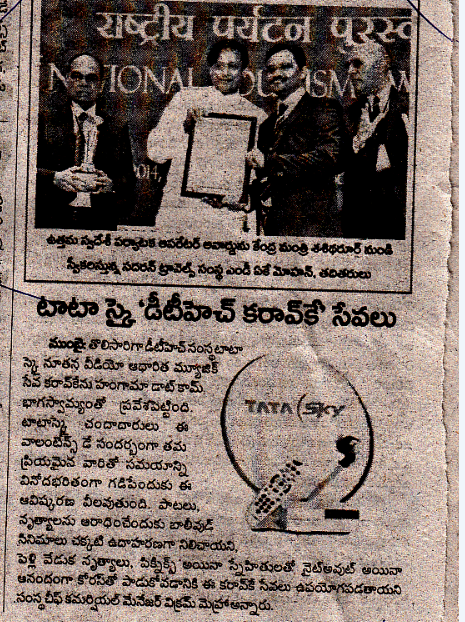 राष्ट्रीय पर्यटन पुरस्क
NATIONAL TOURISM AW
ఉత్తమ స్వదేశీ పర్యాటక ఆపరేటర్ అవార్డును కేంద్ర మంత్రి శశిథరూర్ నుండి
స్వీకరిస్తున్న సదరన్ ట్రావెల్స్ సంస్థ ఎండీ ఏకే మోహన్, తదితరులు
టాటా స్కై 'డీటీహెచ్ కరావ్‌కే' సేవలు
ముంబై: తొలిసారిగా డీటీహెచ్ సంస్థ టాటా
స్కై నూతన వీడియో ఆధారిత మ్యూజిక్
సేవ కరావ్‌కేను హంగామా డాట్ కామ్
భాగస్వామ్యంతో ప్రవేశపెట్టింది.
టాటాస్కై చందాదారులు ఈ
వాలంటీన్స్ డే సందర్భంగా తమ
ప్రియమైన వారితో సమయాన్ని
వినోదభరితంగా గడిపేందుకు ఈ
ఆవిష్కరణ వీలవుతుంది. పాటలు,
నృత్యాలను ఆరాధించేందుకు బాలీవుడ్
సినిమాలు చక్కటి ఉదాహరణగా నిలిచాయని,
పెళ్లి వేడుక నృత్యాలు, పిక్నిక్స్ అయినా స్నేహితులతో నైట్అవుట్ అయినా
ఆనందంగా కోరస్‌తో పాడుకోవడానికి ఈ కరావ్‌కే సేవలు ఉపయోగపడతాయని
సంస్థ చీఫ్ కమర్షియల్ మేనేజర్ విక్రమ్ మెహ్రా అన్నారు.
TATA Sky